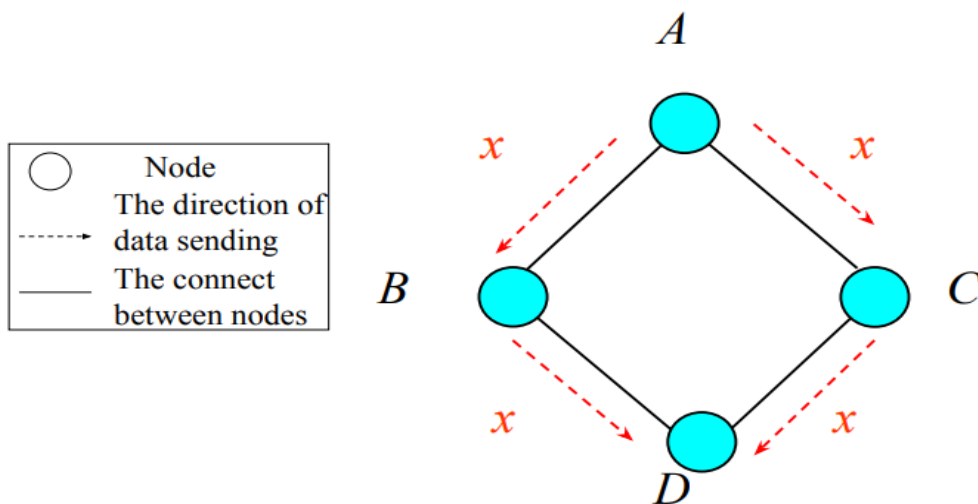 A
x
x
Node
The direction of
data sending
The connect
between nodes
B
C
x
x
D